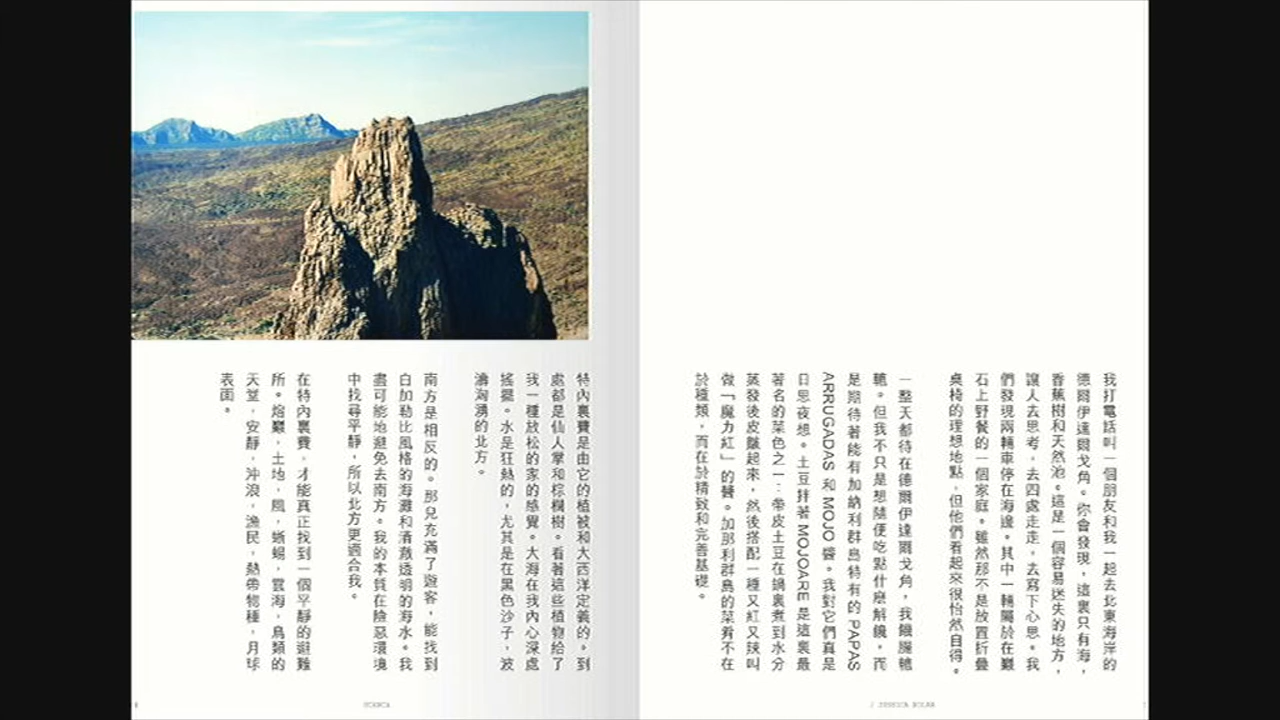 我打電話叫一個朋友和我一起去北東海岸的
德爾伊達爾戈角。你會發現，這裏只有海，
香蕉樹和天然池。這是一個容易迷失的地方，
讓人去思考，去四處走走，去寫下心思。我
們發現兩輛車停在海邊。其中一輛屬於在巖
石上野餐的一個家庭。雖然那不是放置折疊
桌椅的理想地點，但他們看起來很怡然自得。
一整天都待在德爾伊達爾戈角，我饑腸轆
轆。但我不只是想隨便吃點什麼解饞，而
是期待著能有加納利群島特有的 PAPAS
ARRUGADAS 和 MOJO 醬。我對它們真是
日思夜想。土豆拌著 MOJOARE 是這裏最
著名的菜色之一：帶皮土豆在鍋裏煮到水分
蒸發後皮皺起來，然後搭配一種又紅又辣叫
做「魔力紅」的醬。加那利群島的菜肴不在
於種類，而在於精致和完善基礎。
特內裏費是由它的植被和大西洋定義的。到
處都是仙人掌和棕櫚樹。看著這些植物給了
我一種放松的家的感覺。大海在我內心深處
搖擺。水是狂熱的，尤其是在黑色沙子，波
濤洶湧的北方。
南方是相反的。那兒充滿了遊客，能找到
白加勒比風格的海灘和清澈透明的海水。我
盡可能地避免去南方。我的本質在險惡環境
中找尋平靜，所以北方更適合我。
在特內裏費，才能真正找到一個平靜的避難
所。熔巖，土地，風，蜥蜴，雲海，鳥類的
天堂，安靜，沖浪，漁民，熱帶物種，月球
表面。